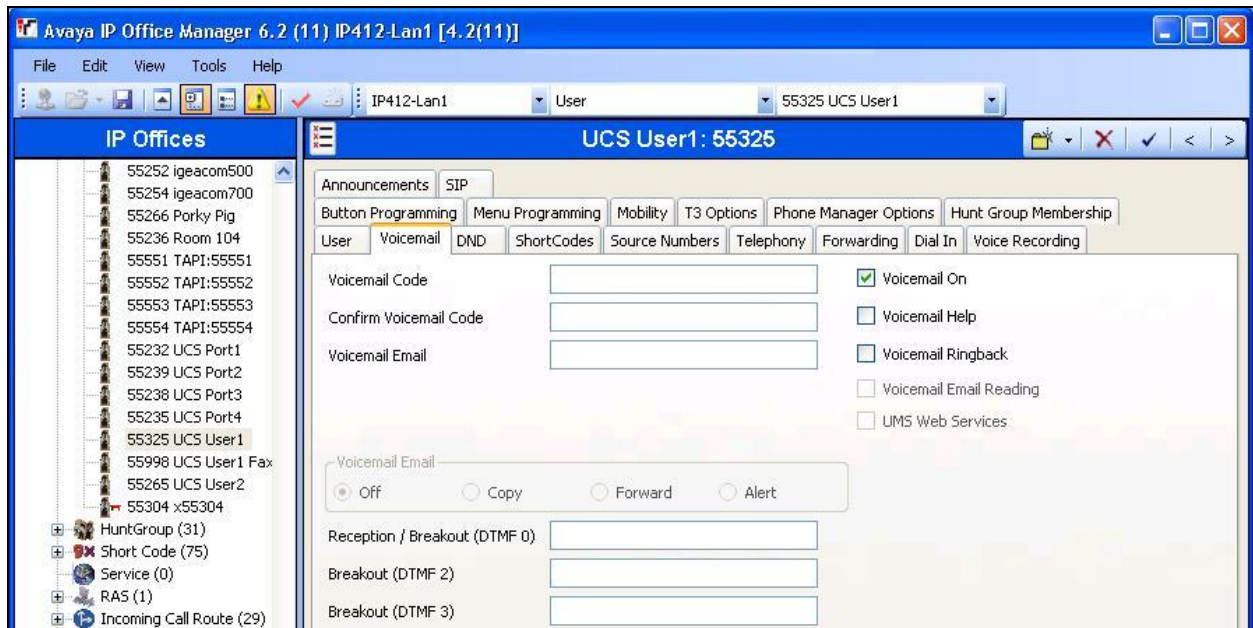 Avaya IP Office Manager 6.2 (11) IP412-Lan1 [4.2(11)]
File Edit View Tools Help
IP412-Lan1 User 55325 UCS User1
IP Offices
55252 igeacom500
55254 igeacom700
55266 Porky Pig
55236 Room 104
55551 TAPI:55551
55552 TAPI:55552
55553 TAPI:55553
55554 TAPI:55554
55232 UCS Port1
55239 UCS Port2
55238 UCS Port3
55235 UCS Port4
55325 UCS User1
55998 UCS User1 Fax
55265 UCS User2
55304 x55304
HuntGroup (31)
Short Code (75)
Service (0)
RAS (1)
Incoming Call Route (29)
UCS User1: 55325
Announcements SIP
Button Programming Menu Programming Mobility T3 Options Phone Manager Options Hunt Group Membership
User Voicemail DND ShortCodes Source Numbers Telephony Forwarding Dial In Voice Recording
Voicemail Code Voicemail On
Confirm Voicemail Code Voicemail Help
Voicemail Email Voicemail Ringback
Voicemail Email Reading
UMS Web Services
Voicemail Email
Off Copy Forward Alert
Reception / Breakout (DTMF 0)
Breakout (DTMF 2)
Breakout (DTMF 3)